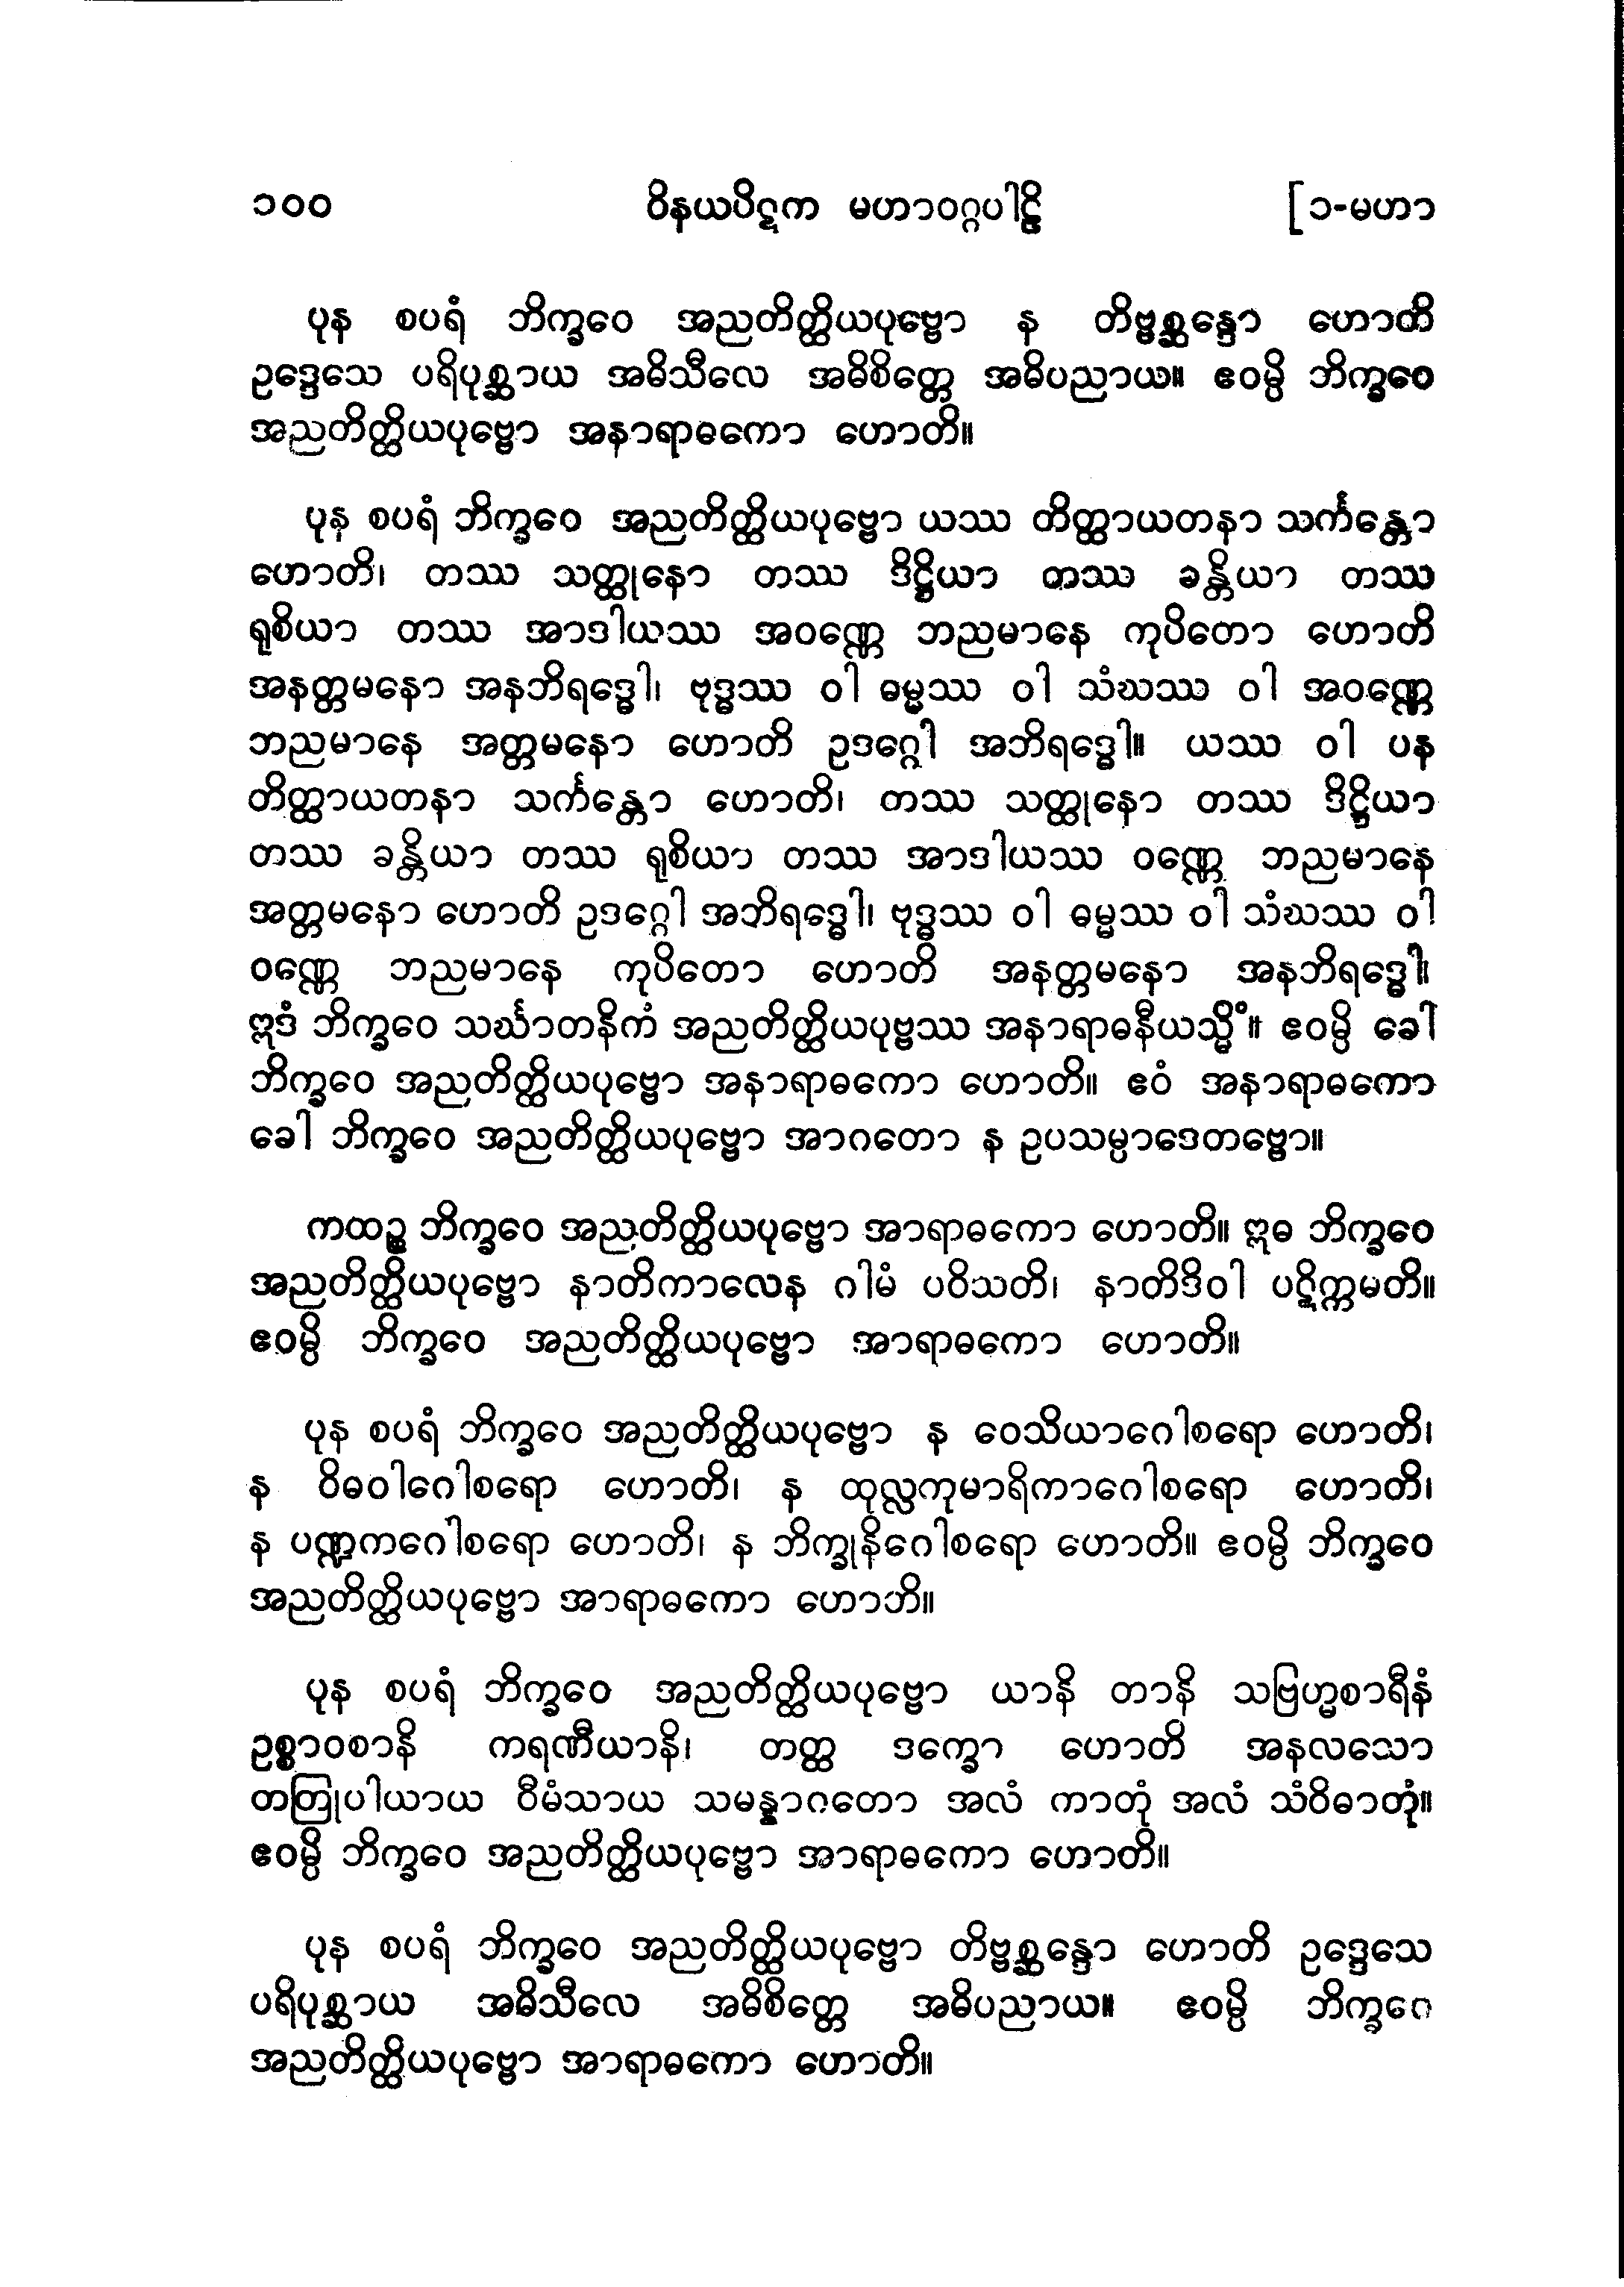 ၁၀၀ ဝိနယပိဋက မဟာဝဂ္ဂပါဠိ [၁-မဟာ
ပုန စပရံ ဘိက္ခဝေ အညတိတ္ထိယပုဗ္ဗော န တိဗ္ဗစ္ဆန္ဒော ဟောတိ
ဥဒ္ဒေသေ ပရိပုစ္ဆာယ အဓိသီလေ အဓိစိတ္တေ အဓိပညာယ။ ဧဝမ္ပိ ဘိက္ခဝေ
အညတိတ္ထိယပုဗ္ဗော အနာရာဓကော ဟောတိ။
ပုန စပရံ ဘိက္ခဝေ အညတိတ္ထိယပုဗ္ဗော ယဿ တိတ္ထာယတနာ သင်္ကန္တော
ဟောတိ၊ တဿ သတ္ထုနော တဿ ဒိဋ္ဌိယာ တဿ ခန္တိယာ တဿ
ရုစိယာ တဿ အာဒါယဿ အဝဏ္ဏေ ဘညမာနေ ကုပိတော ဟောတိ
အနတ္တမနော အနဘိရဒ္ဓေါ၊ ဗုဒ္ဓဿ ဝါ ဓမ္မဿ ဝါ သံဃဿ ဝါ အဝဏ္ဏေ
ဘညမာနေ အတ္တမနော ဟောတိ ဥဒဂ္ဂေါ အဘိရဒ္ဓေါ။ ယဿ ဝါ ပန
တိတ္ထာယတနာ သင်္ကန္တော ဟောတိ၊ တဿ သတ္ထုနော တဿ ဒိဋ္ဌိယာ
တဿ ခန္တိယာ တဿ ရုစိယာ တဿ အာဒါယဿ ဝဏ္ဏေ ဘညမာနေ
အတ္တမနော ဟောတိ ဥဒဂ္ဂေါ အဘိရဒ္ဓေါ၊ ဗုဒ္ဓဿ ဝါ ဓမ္မဿ ဝါ သံဃဿ ဝါ
ဝဏ္ဏေ ဘညမာနေ ကုပိတော ဟောတိ အနတ္တမနော အနဘိရဒ္ဓေါ။
ဣဒံ ဘိက္ခဝေ သင်္ဃာတနိကံ အညတိတ္ထိယပုဗ္ဗဿ အနာရာဓနီယသ္မိံ။ ဧဝမ္ပိ ခေါ
ဘိက္ခဝေ အညတိတ္ထိယပုဗ္ဗော အနာရာဓကော ဟောတိ။ ဧဝံ အနာရာဓကော
ခေါ ဘိက္ခဝေ အညတိတ္ထိယပုဗ္ဗော အာဂတော န ဥပသမ္ပာဒေတဗ္ဗော။
ကထဉ္စ ဘိက္ခဝေ အညတိတ္ထိယပုဗ္ဗော အာရာဓကော ဟောတိ။ ဣဓ ဘိက္ခဝေ
အညတိတ္ထိယပုဗ္ဗော နာတိကာလေန ဂါမံ ပဝိသတိ၊ နာတိဒိဝါ ပဋိက္ကမတိ။
ဧဝမ္ပိ ဘိက္ခဝေ အညတိတ္ထိယပုဗ္ဗော အာရာဓကော ဟောတိ။
ပုန စပရံ ဘိက္ခဝေ အညတိတ္ထိယပုဗ္ဗော န ဝေသိယာဂေါစရော ဟောတိ၊
န ဝိဓဝါဂေါစရော ဟောတိ၊ န ထုလ္လကုမာရိကာဂေါစရော ဟောတိ၊
န ပဏ္ဍကဂေါစရော ဟောတိ၊ န ဘိက္ခုနိဂေါစရော ဟောတိ။ ဧဝမ္ပိ ဘိက္ခဝေ
အညတိတ္ထိယပုဗ္ဗော အာရာဓကော ဟောဘိ။
ပုန စပရံ ဘိက္ခဝေ အညတိတ္ထိယပုဗ္ဗော ယာနိ တာနိ သဗြဟ္မစာရီနံ
ဥစ္စာဝစာနိ ကရဏီယာနိ၊ တတ္ထ ဒက္ခော ဟောတိ အနလသော
တတြုပါယာယ ဝီမံသာယ သမန္နာဂတော အလံ ကာတုံ အလံ သံဝိဓာတုံ။
ဧဝမ္ပိ ဘိက္ခဝေ အညတိတ္ထိယပုဗ္ဗော အာရာဓကော ဟောတိ။
ပုန စပရံ ဘိက္ခဝေ အညတိတ္ထိယပုဗ္ဗော တိဗ္ဗစ္ဆန္ဒော ဟောတိ ဥဒ္ဒေသေ
ပရိပုစ္ဆာယ အဓိသီလေ အဓိစိတ္တေ အဓိပညာယ။ ဧဝမ္ပိ ဘိက္ခဂေ
အညတိတ္ထိယပုဗ္ဗော အာရာဓကော ဟောတိ။